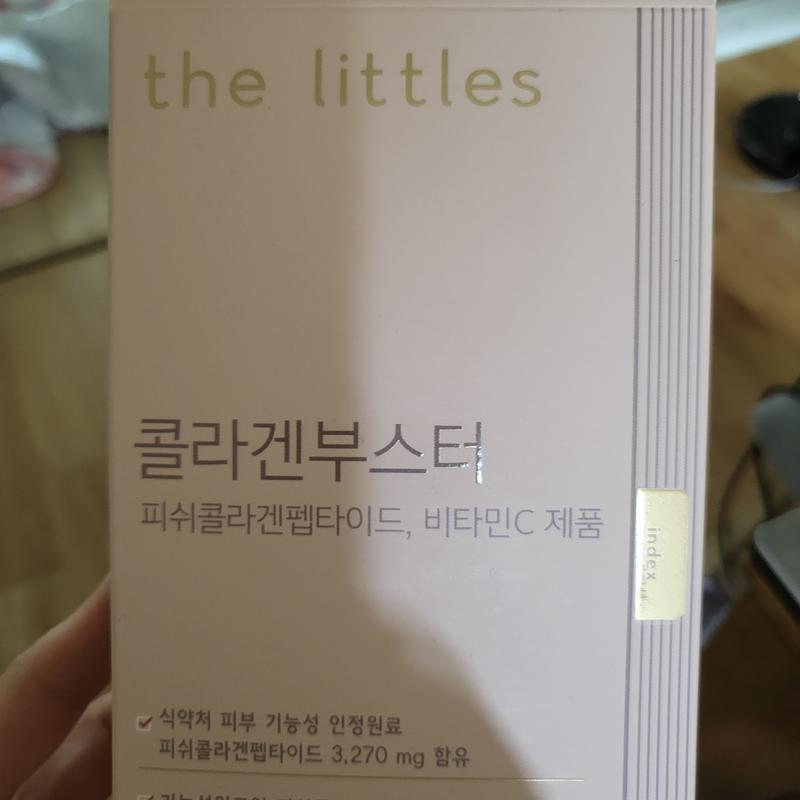 the littles
콜라겐부스터
피쉬콜라겐펩타이드, 비타민C 제품
index
식약처 피부 기능성 인정원료
피쉬콜라겐펩타이드 3,270 mg 함유